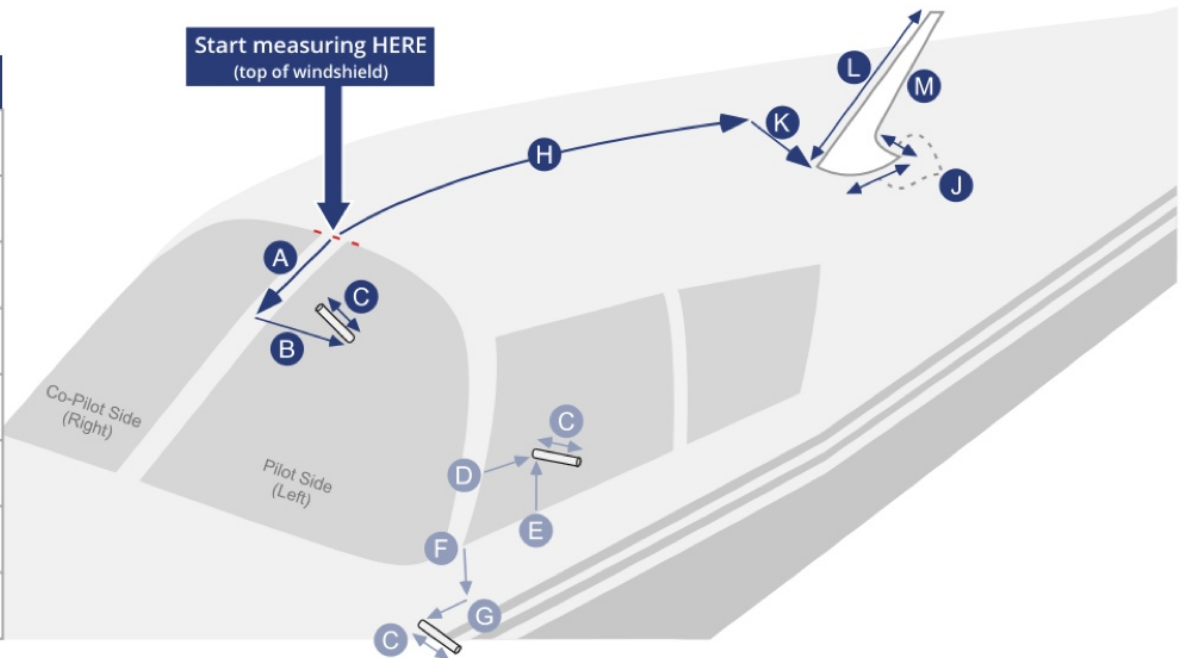 Start measuring HERE
(top of windshield)
L
M
K
H
J
A
C
B
Co-Pilot Side
(Right)
C
Pilot Side
(Left)
D
E
F
G
C